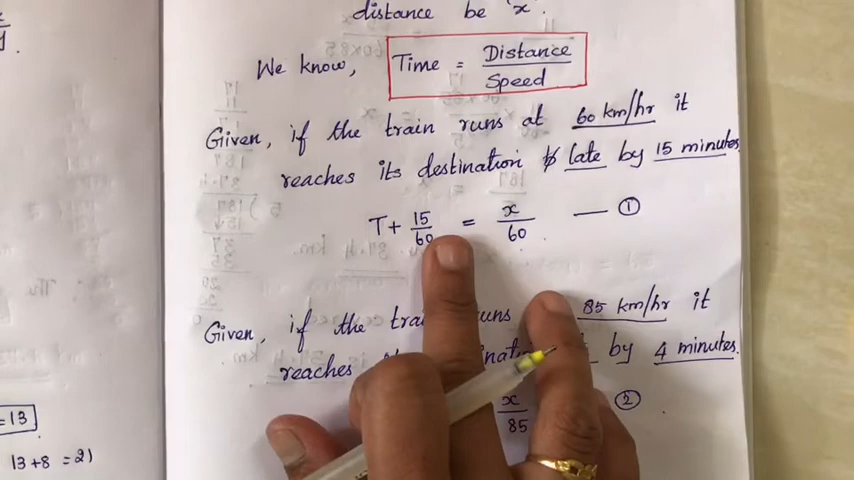 distance be 'x'.
We know, Time = Distance / Speed
Given, if the train runs at 60 km/hr it
reaches its destination late by 15 minutes.
T + 15/60 = x/60 — ①
Given, if the train runs 85 km/hr it
reaches by 4 minutes.
x/85 ②
= 13
13+8 = 21